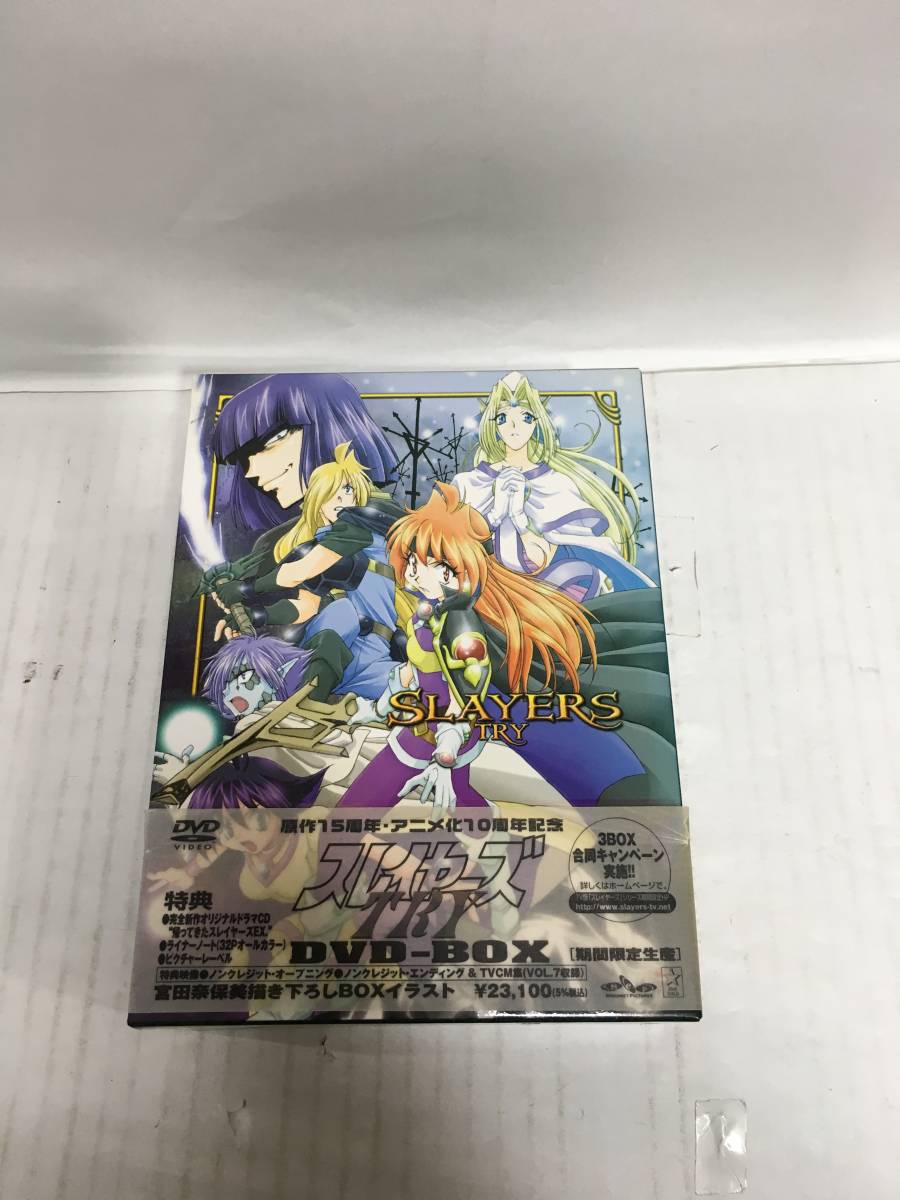 SLAYERS
TRY
DVD
VIDEO
原作15周年・アニメ化10周年記念
スレイヤーズ
TRY
DVD-BOX
[期間限定生産]
3BOX
合同キャンペーン
実施!!
詳しくはホームページで。
http://www.slayers-tv.net
特典
●完全新作オリジナルドラマCD
"帰ってきたスレイヤーズEX."
●ライナーノート(32Pオールカラー)
●ピクチャーレーベル
特典映像●ノンクレジット・オープニング●ノンクレジット・エンディング & TVCM集(VOL.7収録)
宮田奈保美描き下ろしBOXイラスト ¥23,100(5%税込)